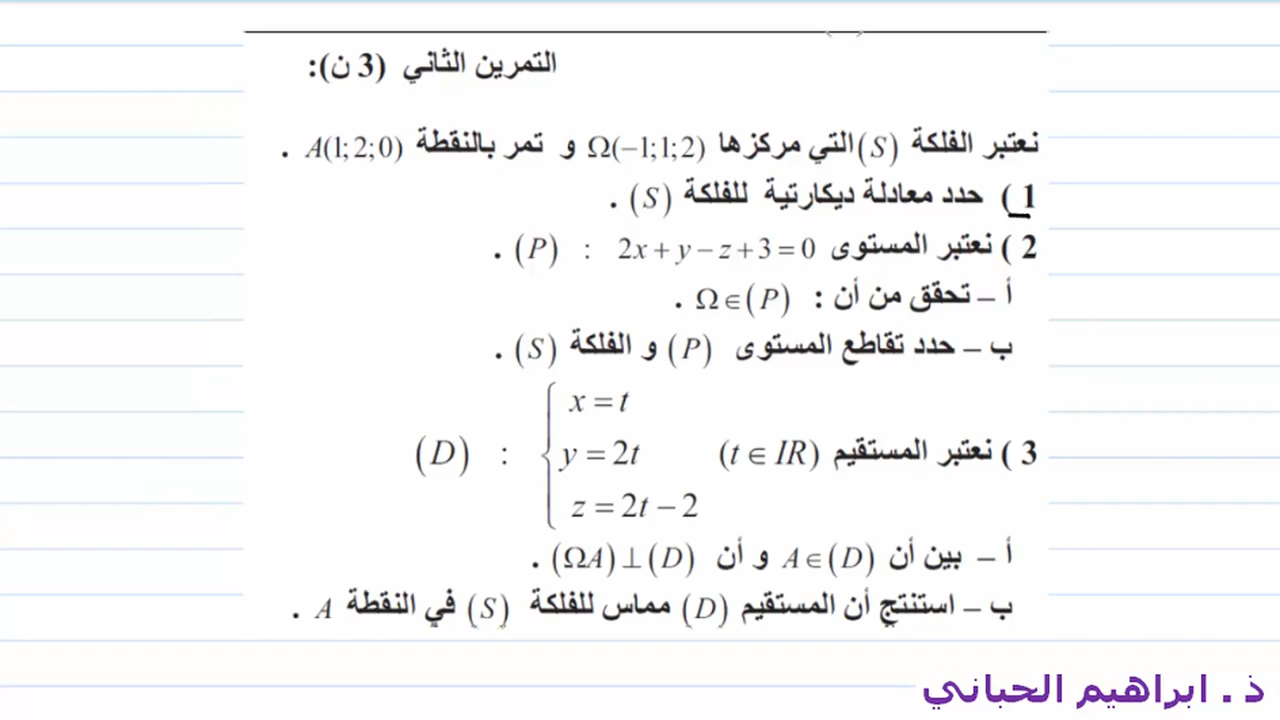 التمرين الثاني (3 ن):
نعتبر الفلكة (S) التي مركزها Ω(−1;1;2) و تمر بالنقطة A(1;2;0) .
1 ) حدد معادلة ديكارتية للفلكة (S) .
2 ) نعتبر المستوى (P) : 2x+y−z+3=0 .
أ – تحقق من أن : Ω∈(P) .
ب – حدد تقاطع المستوى (P) و الفلكة (S) .
3 ) نعتبر المستقيم (D) : { x=t
y=2t (t∈IR)
z=2t−2
أ – بين أن A∈(D) و أن (ΩA)⊥(D) .
ب – استنتج أن المستقيم (D) مماس للفلكة (S) في النقطة A .
ذ . ابراهيم الحباني